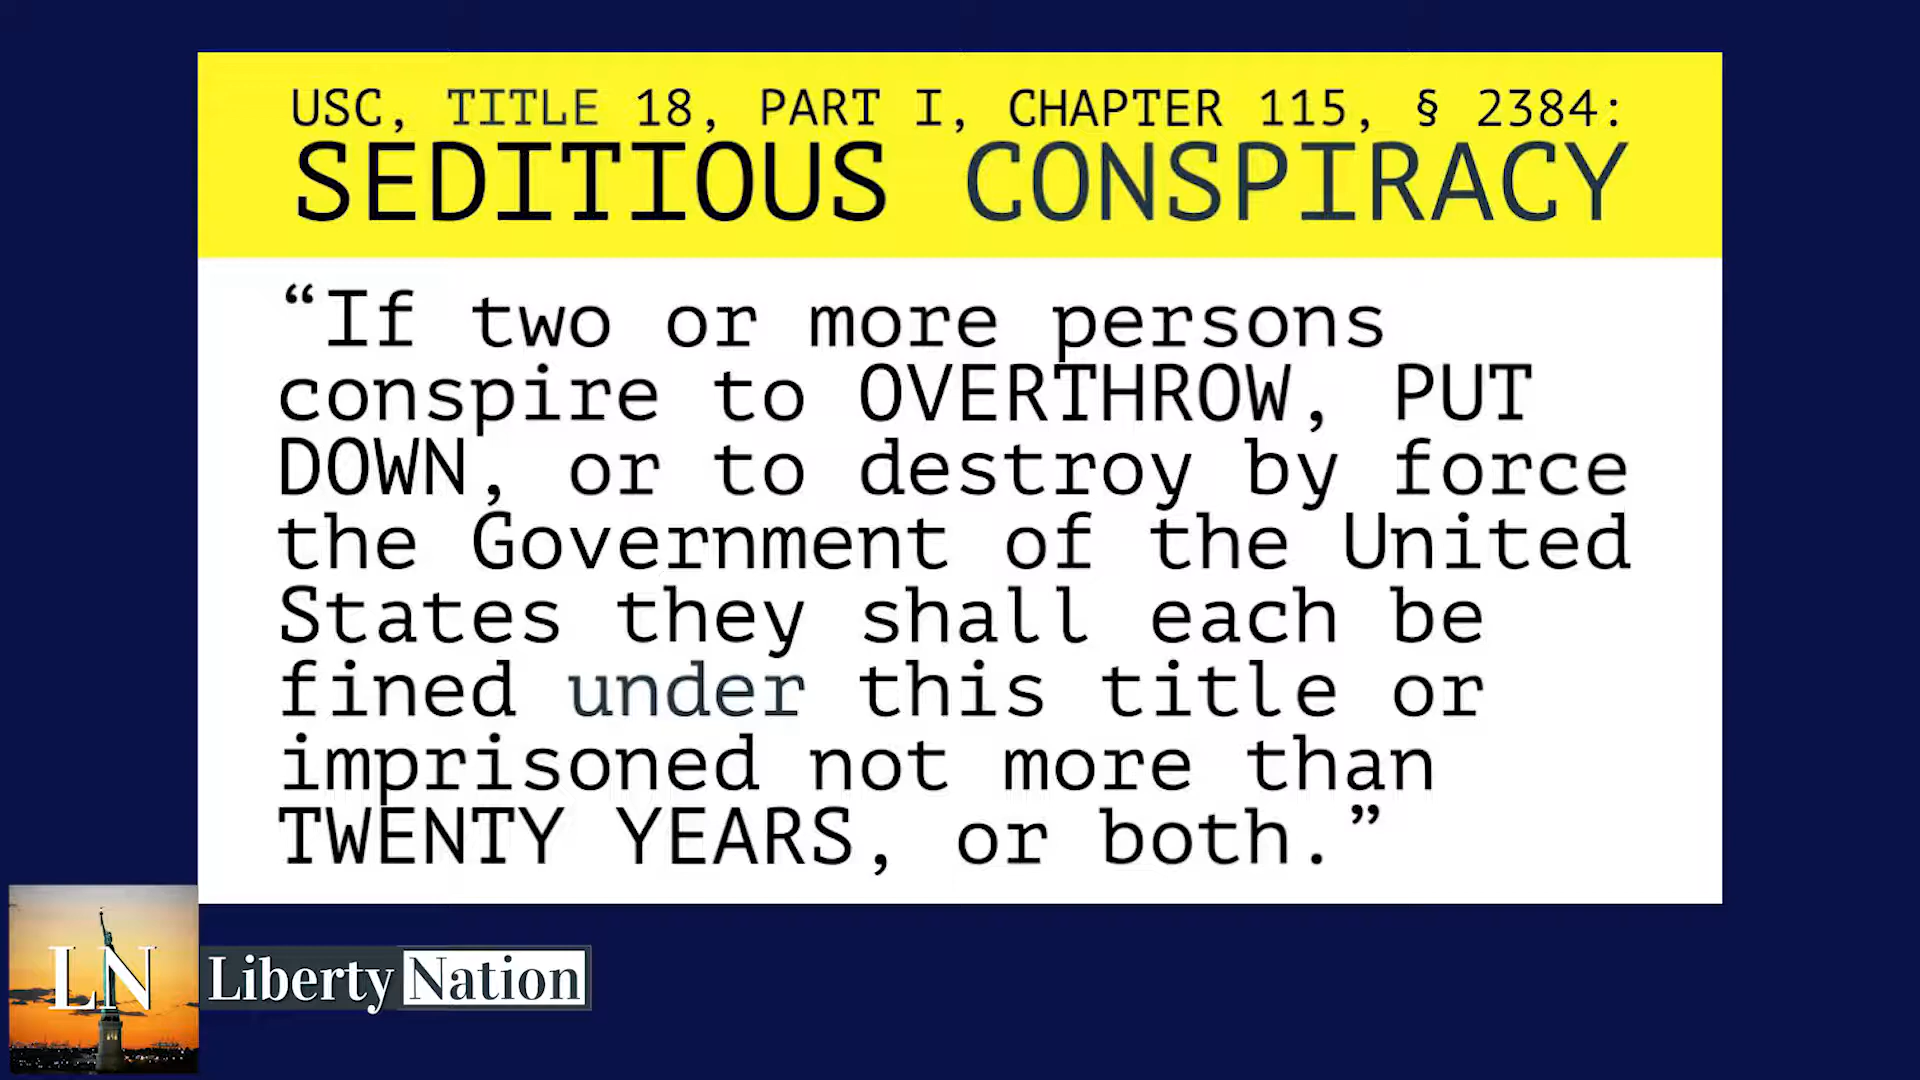 USC, TITLE 18, PART I, CHAPTER 115, § 2384:
SEDITIOUS CONSPIRACY
“If two or more persons
conspire to OVERTHROW, PUT
DOWN, or to destroy by force
the Government of the United
States they shall each be
fined under this title or
imprisoned not more than
TWENTY YEARS, or both.”
LN
Liberty Nation